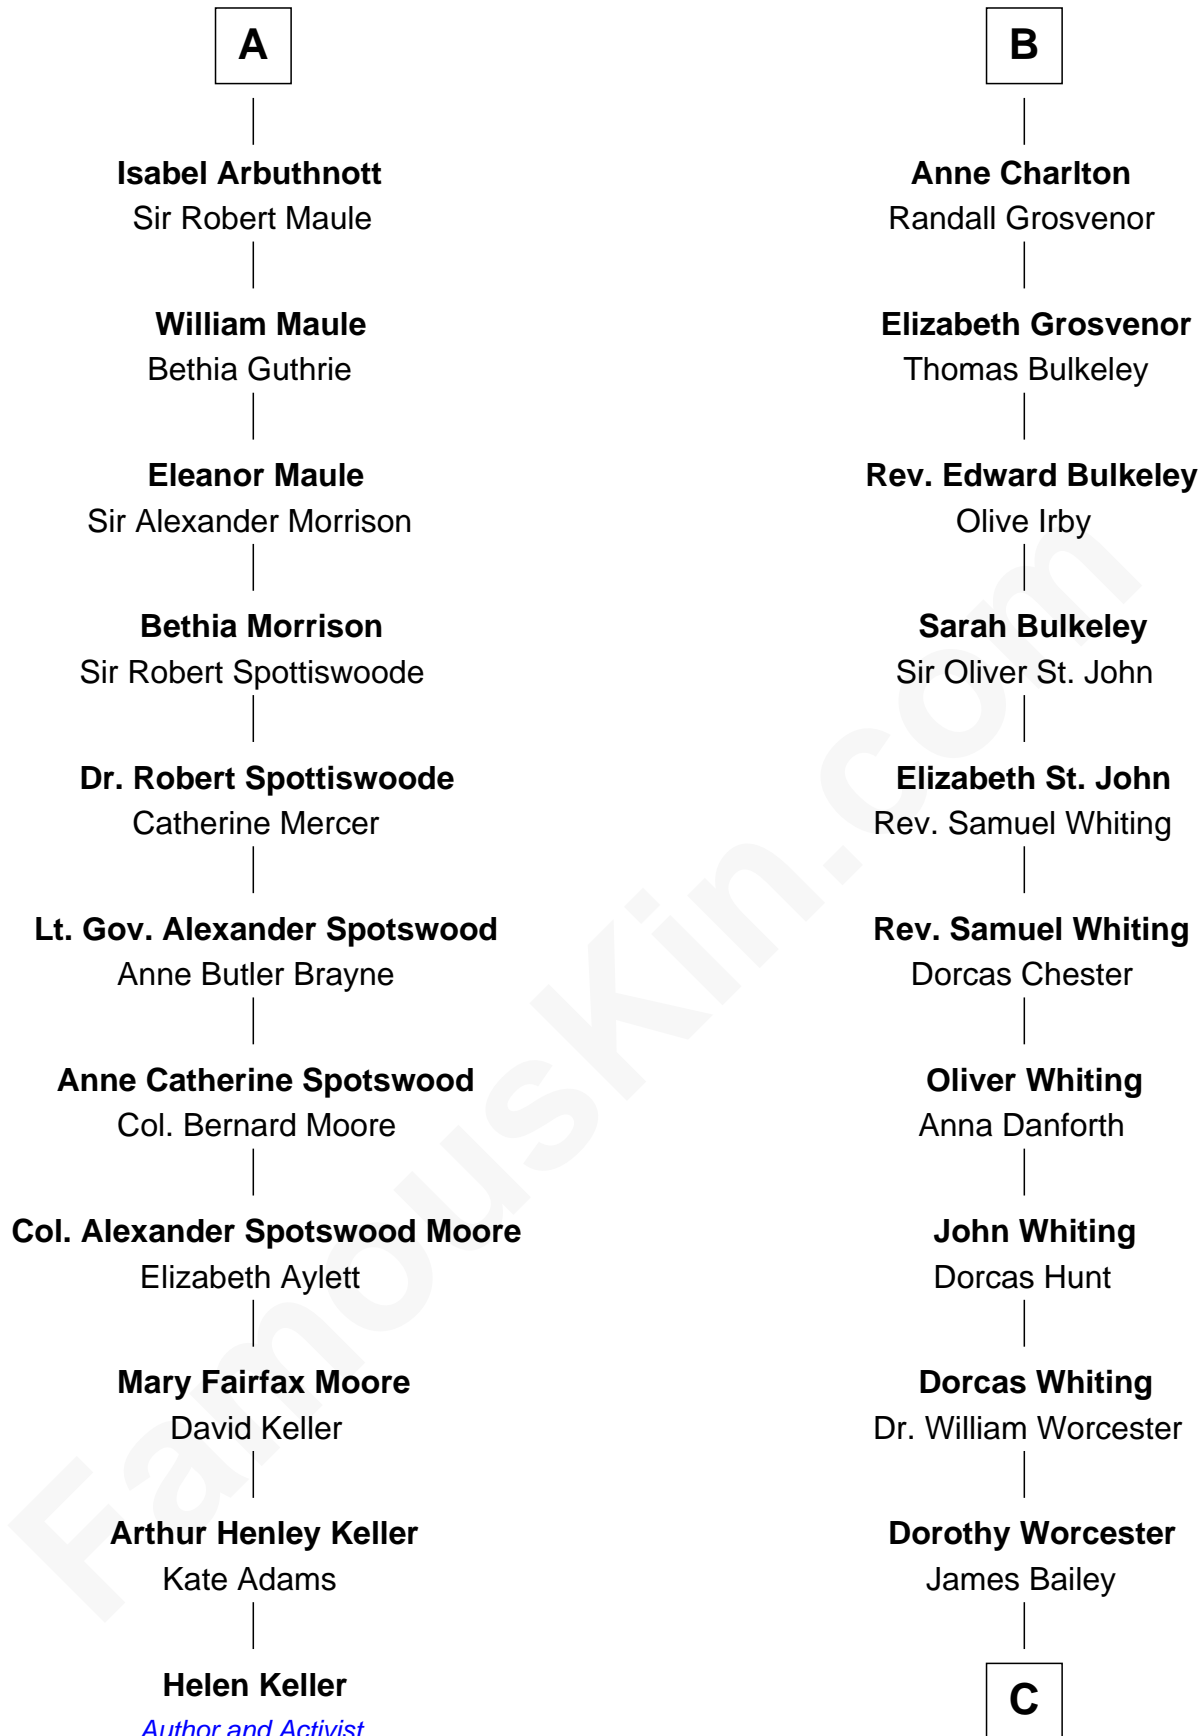 A
Isabel Arbuthnott
Sir Robert Maule
William Maule
Bethia Guthrie
Eleanor Maule
Sir Alexander Morrison
Bethia Morrison
Sir Robert Spottiswoode
Dr. Robert Spottiswoode
Catherine Mercer
Lt. Gov. Alexander Spotswood
Anne Butler Brayne
Anne Catherine Spotswood
Col. Bernard Moore
Col. Alexander Spotswood Moore
Elizabeth Aylett
Mary Fairfax Moore
David Keller
Arthur Henley Keller
Kate Adams
Helen Keller
Author and Activist
B
Anne Charlton
Randall Grosvenor
Elizabeth Grosvenor
Thomas Bulkeley
Rev. Edward Bulkeley
Olive Irby
Sarah Bulkeley
Sir Oliver St. John
Elizabeth St. John
Rev. Samuel Whiting
Rev. Samuel Whiting
Dorcas Chester
Oliver Whiting
Anna Danforth
John Whiting
Dorcas Hunt
Dorcas Whiting
Dr. William Worcester
Dorothy Worcester
James Bailey
C
FamousKin.com